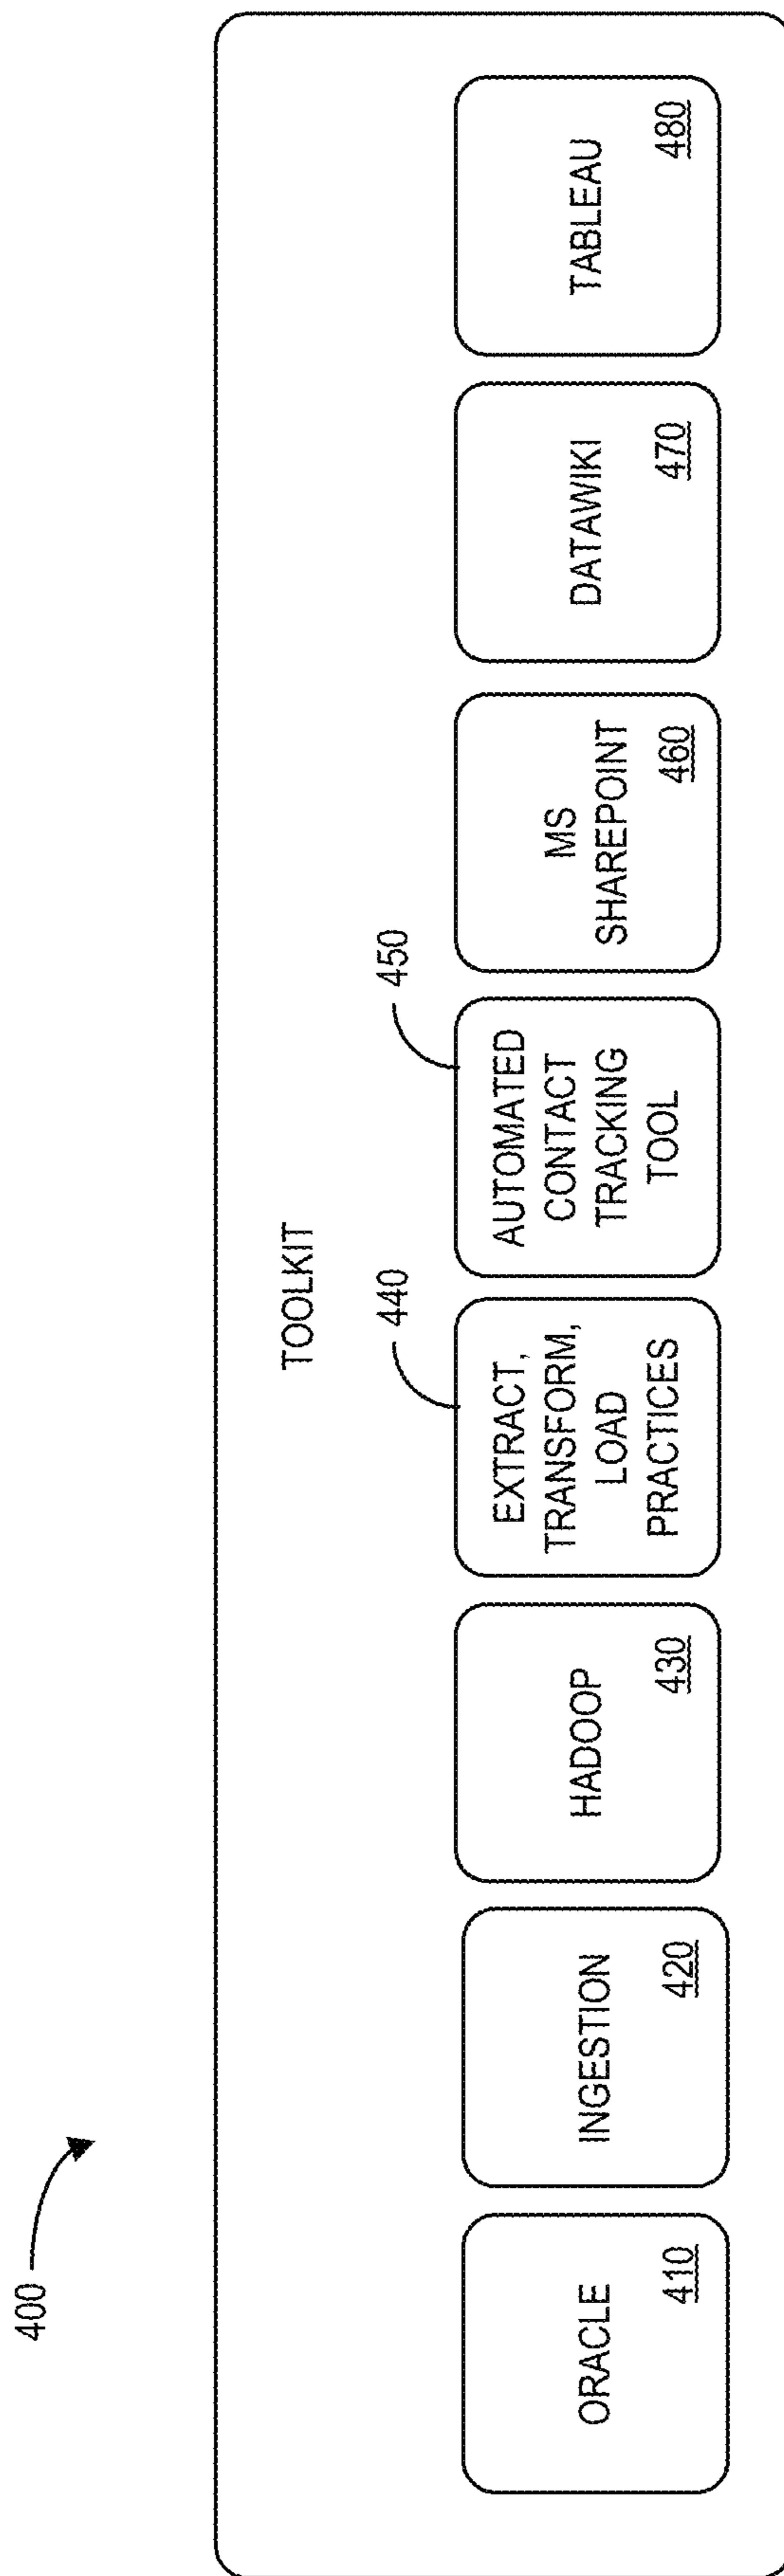 400
TOOLKIT
ORACLE
410
INGESTION
420
HADOOP
430
440
EXTRACT,
TRANSFORM,
LOAD
PRACTICES
450
AUTOMATED
CONTACT
TRACKING
TOOL
MS
SHAREPOINT
460
DATAWIKI
470
TABLEAU
480